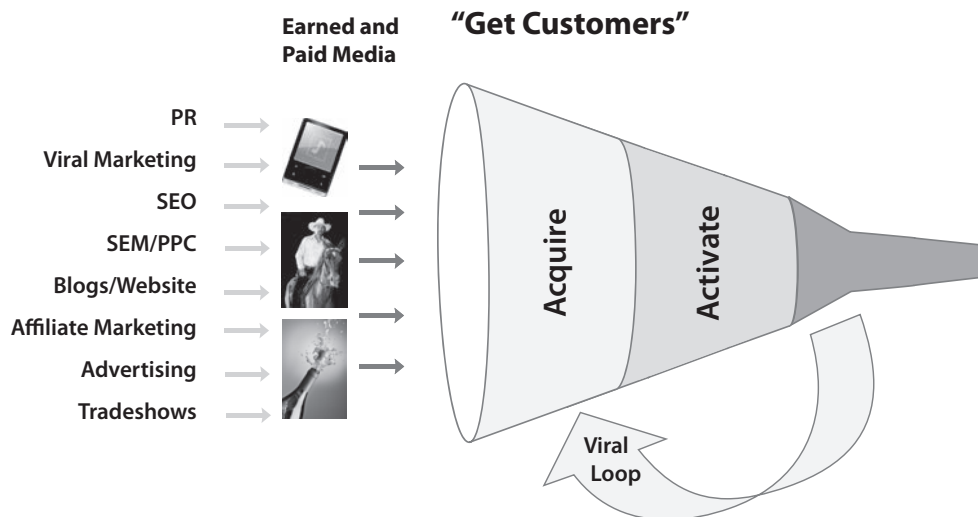 Earned and
Paid Media
“Get Customers”
PR
Viral Marketing
SEO
SEM/PPC
Blogs/Website
Affiliate Marketing
Advertising
Tradeshows
Acquire
Activate
Viral
Loop